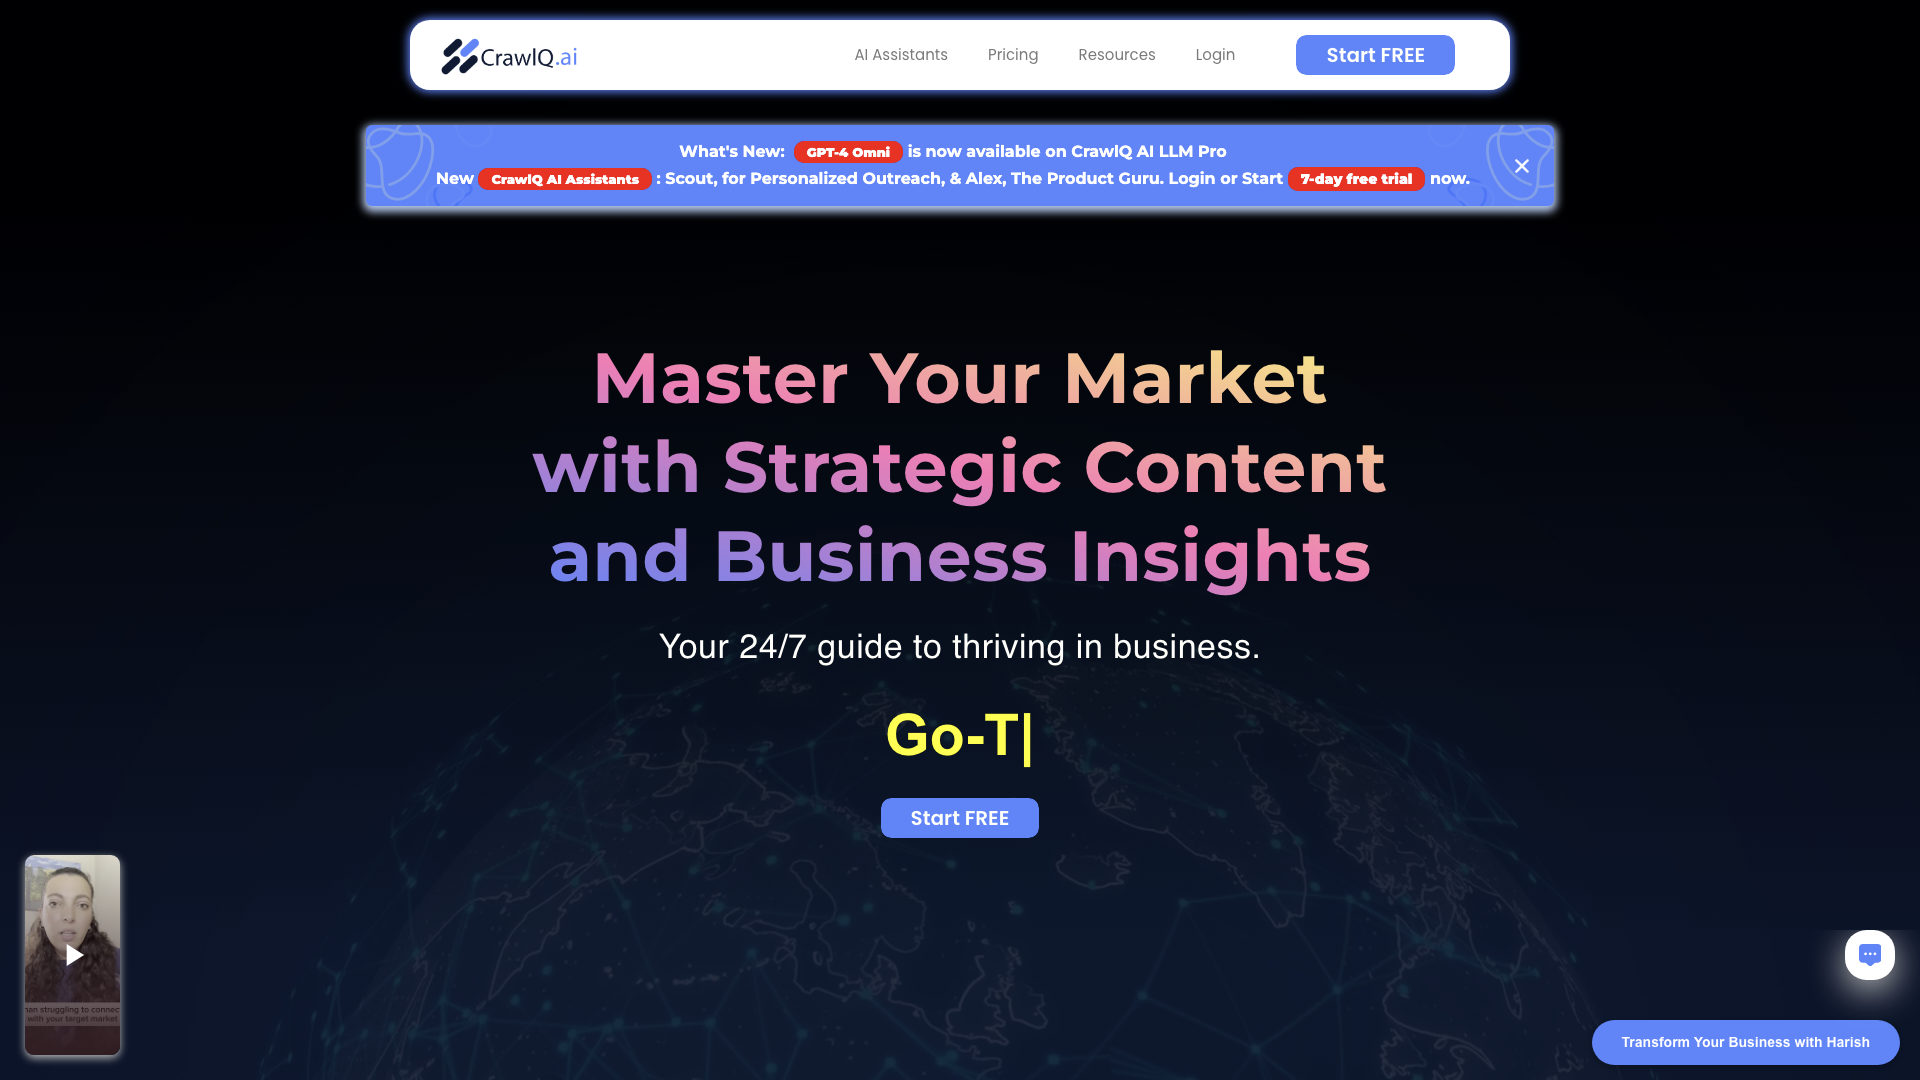 CrawlQ.ai
AI Assistants
Pricing
Resources
Login
Start FREE
What's New: GPT-4 Omni is now available on CrawlQ AI LLM Pro
New CrawlQ AI Assistants : Scout, for Personalized Outreach, & Alex, The Product Guru. Login or Start 7-day free trial now.
Master Your Market
with Strategic Content
and Business Insights
Your 24/7 guide to thriving in business.
Go-T|
Start FREE
struggling to connect
with your target market
Transform Your Business with Harish